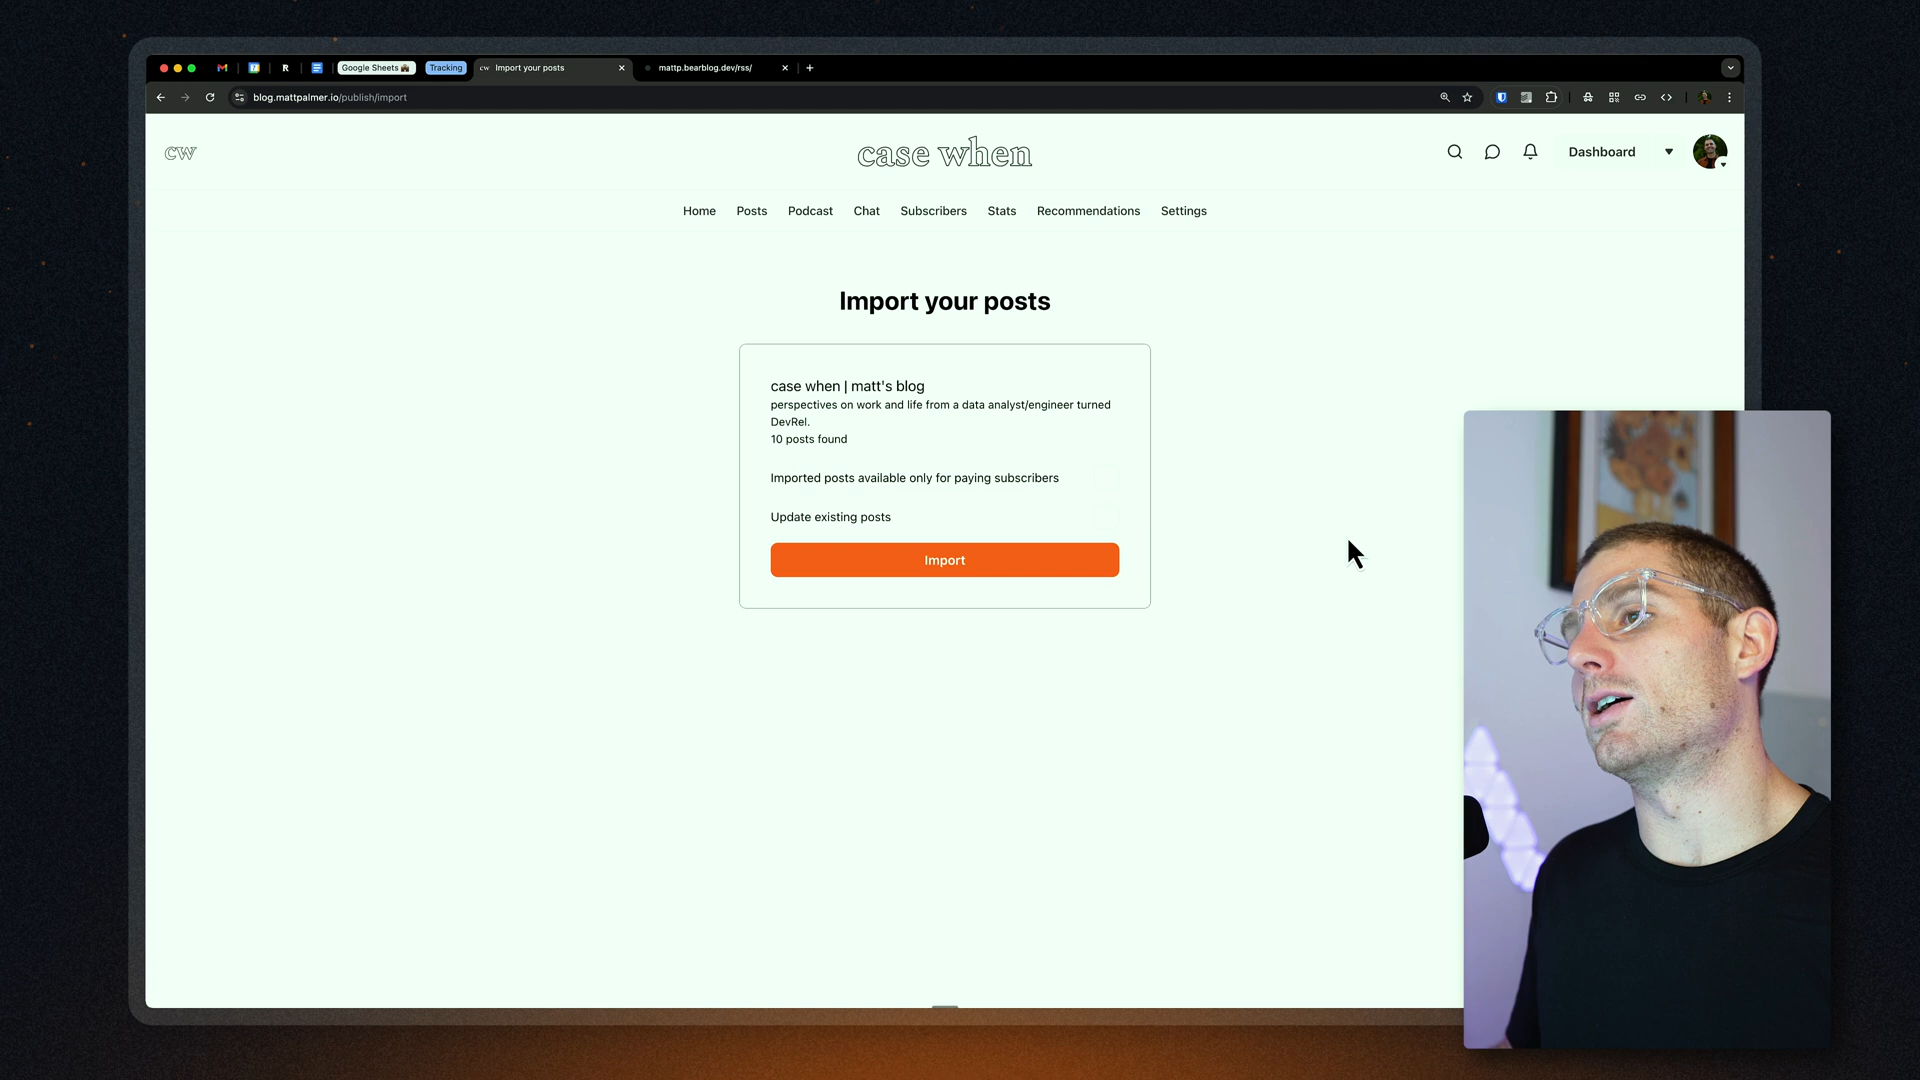 Google Sheets
Tracking
cw Import your posts
mattp.bearblog.dev/rss/
blog.mattpalmer.io/publish/import
cw
case when
Dashboard
Home Posts Podcast Chat Subscribers Stats Recommendations Settings
Import your posts
case when | matt's blog
perspectives on work and life from a data analyst/engineer turned
DevRel.
10 posts found
Imported posts available only for paying subscribers
Update existing posts
Import